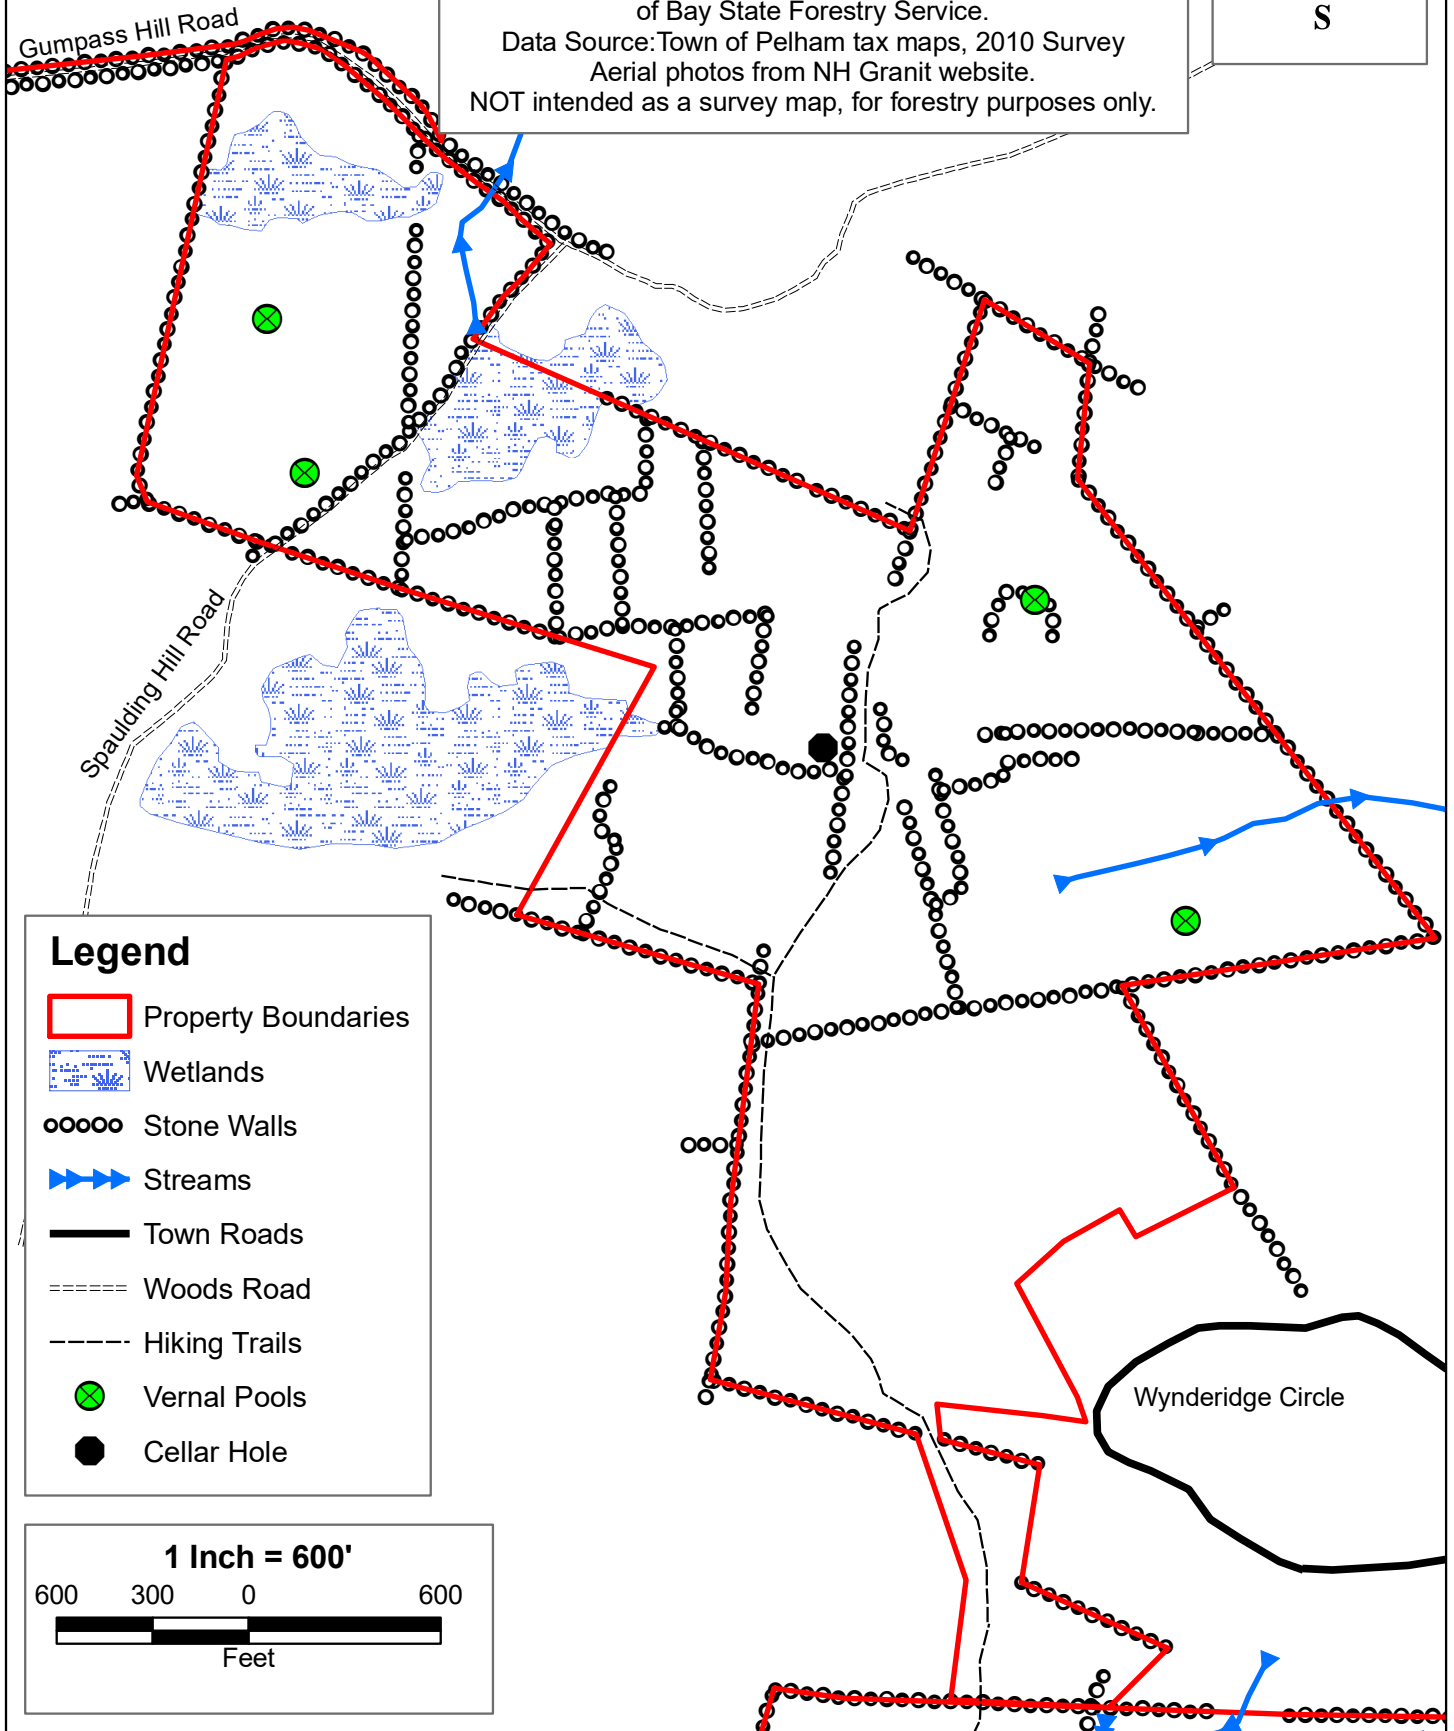 of Bay State Forestry Service.
Data Source:Town of Pelham tax maps, 2010 Survey
Aerial photos from NH Granit website.
NOT intended as a survey map, for forestry purposes only.
S
Gumpass Hill Road
Spaulding Hill Road
Wynderidge Circle
Legend
Property Boundaries
Wetlands
Stone Walls
Streams
Town Roads
Woods Road
Hiking Trails
Vernal Pools
Cellar Hole
1 Inch = 600'
600 300 0 600
Feet